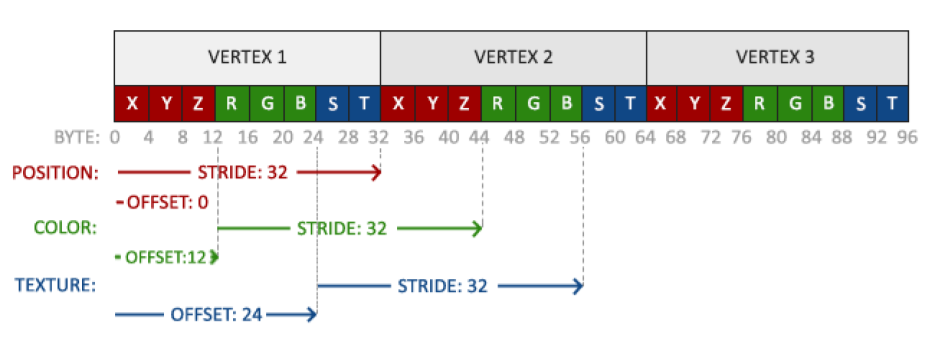 VERTEX 1 VERTEX 2 VERTEX 3
X Y Z R G B S T X Y Z R G B S T X Y Z R G B S T
BYTE: 0 4 8 12 16 20 24 28 32 36 40 44 48 52 56 60 64 68 72 76 80 84 88 92 96
POSITION: STRIDE: 32
-OFFSET: 0
COLOR: STRIDE: 32
- OFFSET:12
TEXTURE: STRIDE: 32
OFFSET: 24